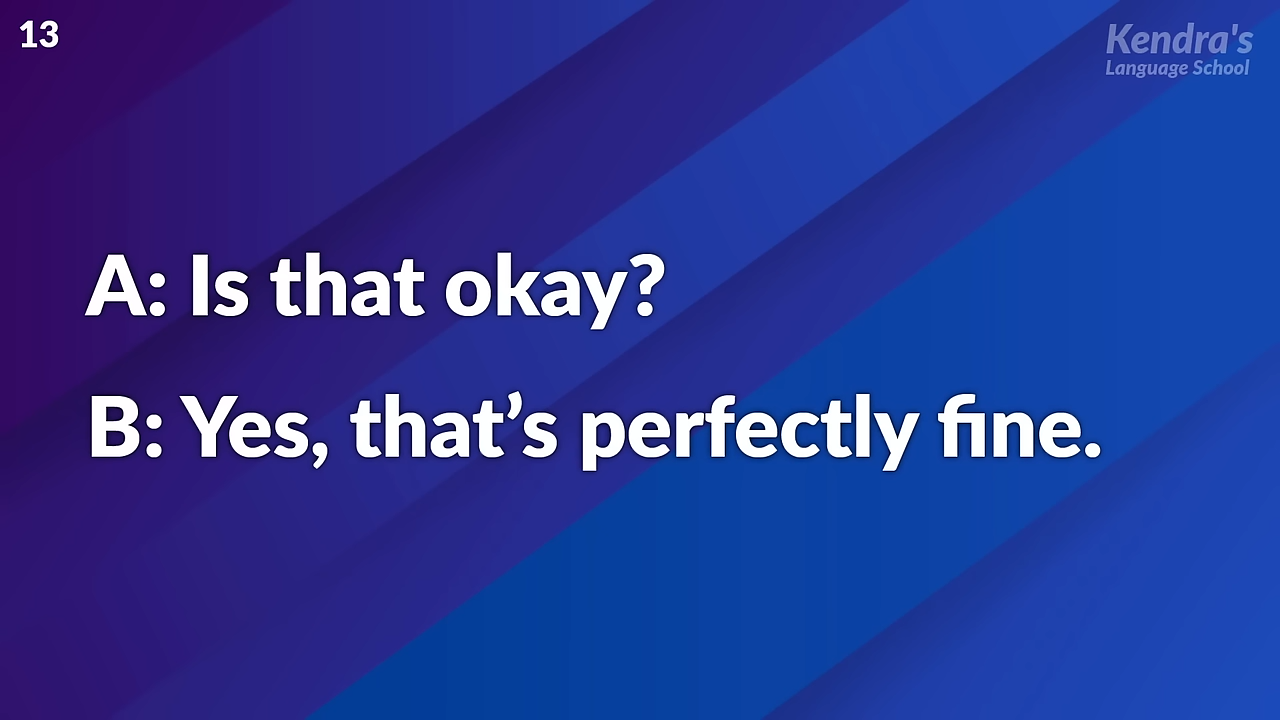 13
Kendra's
Language School
A: Is that okay?
B: Yes, that’s perfectly fine.